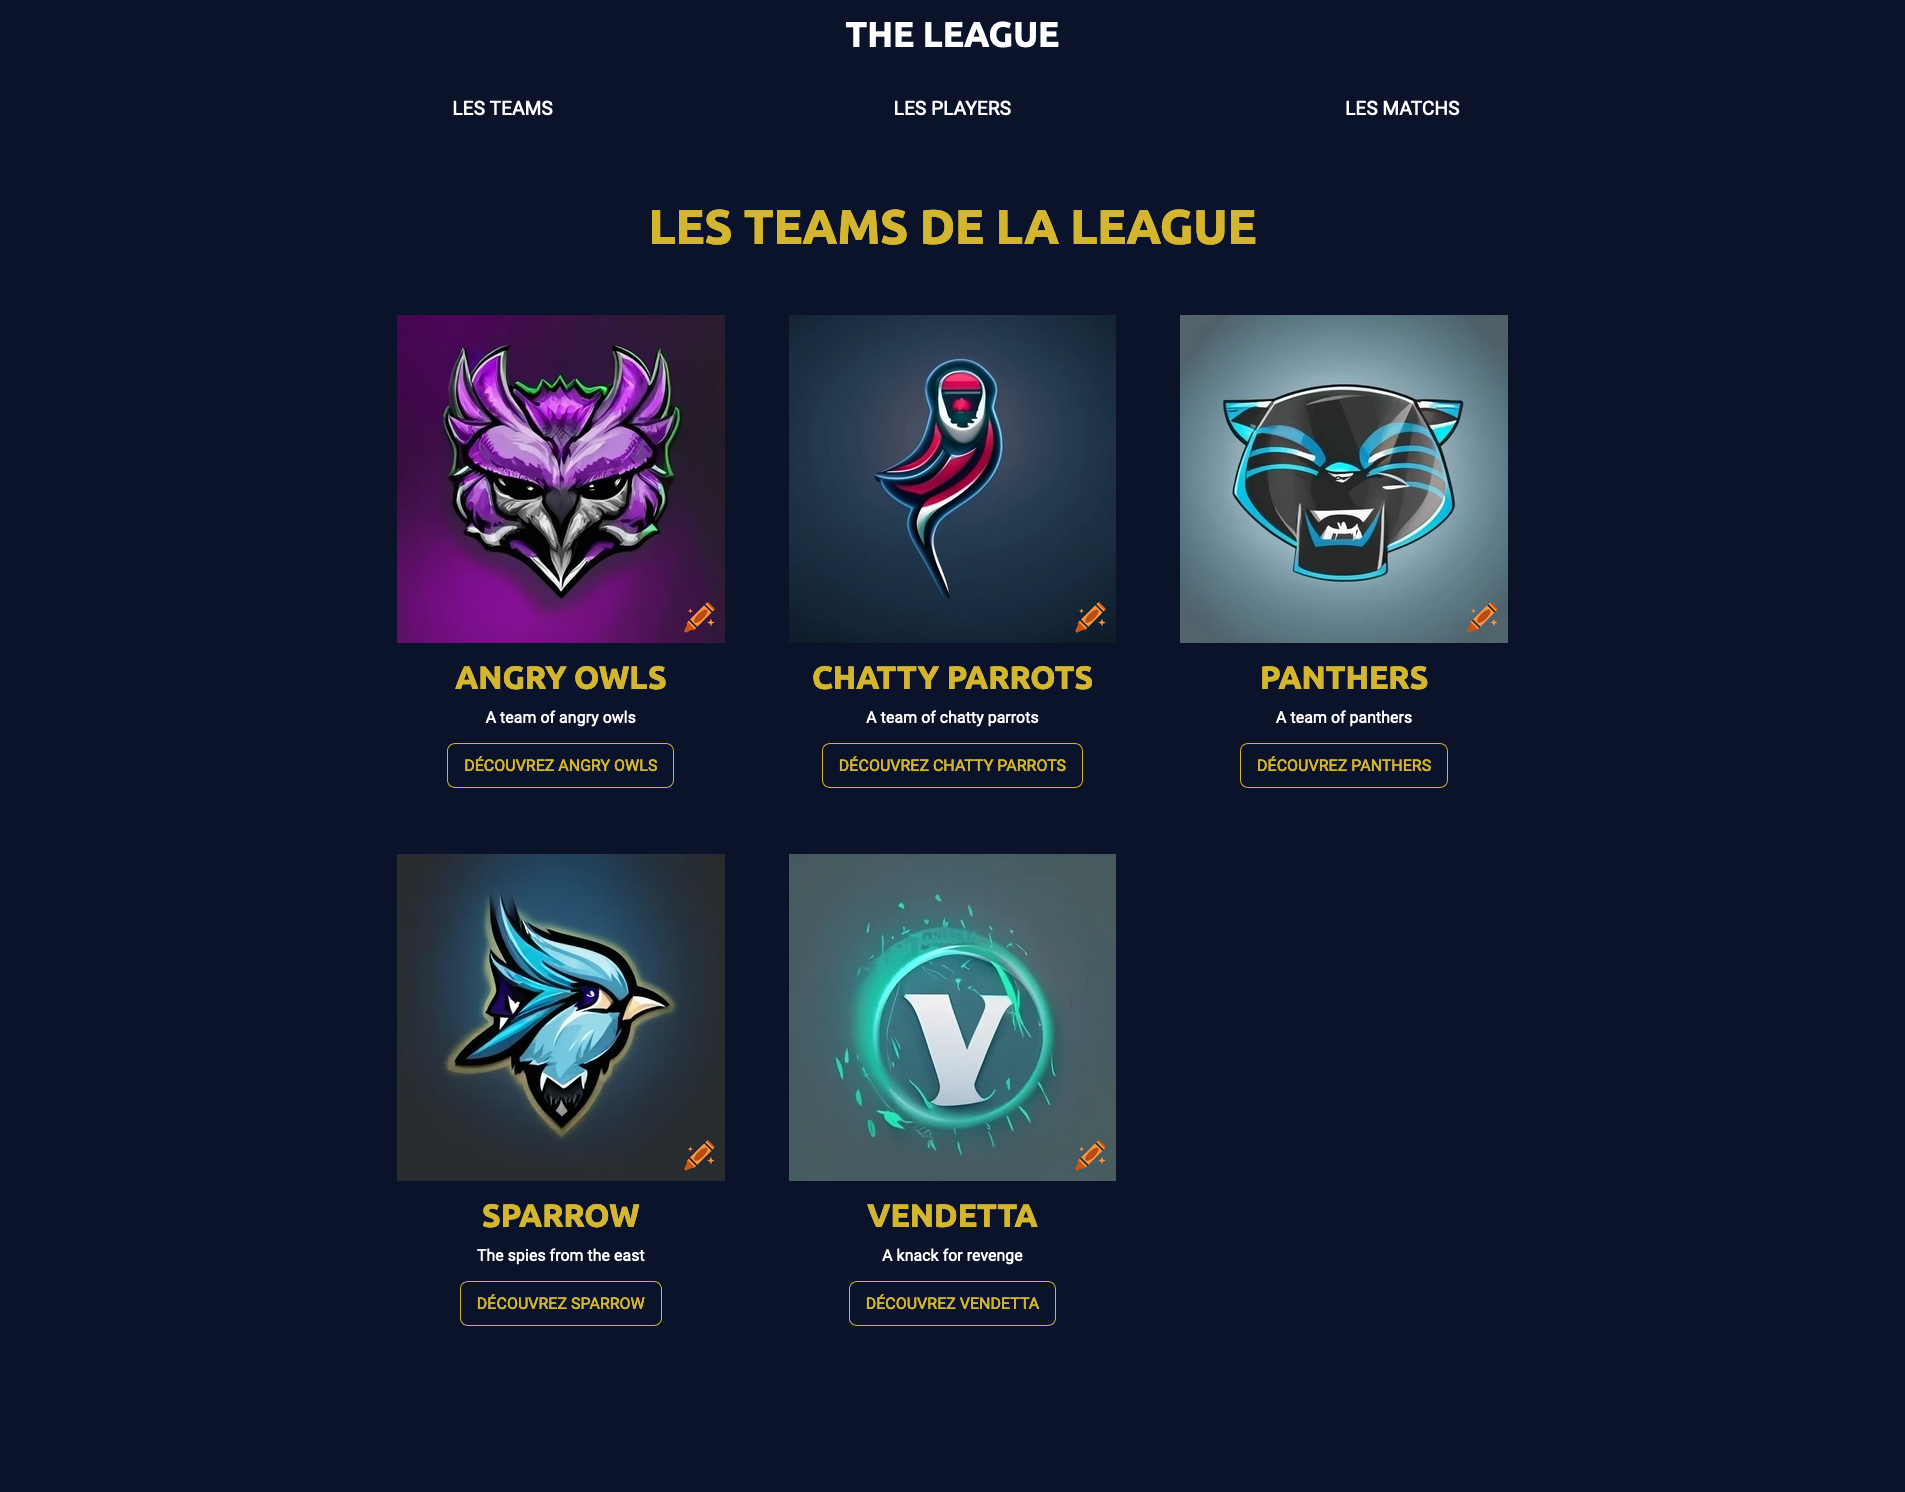 THE LEAGUE
LES TEAMS
LES PLAYERS
LES MATCHS
LES TEAMS DE LA LEAGUE
ANGRY OWLS
A team of angry owls
DÉCOUVREZ ANGRY OWLS
CHATTY PARROTS
A team of chatty parrots
DÉCOUVREZ CHATTY PARROTS
PANTHERS
A team of panthers
DÉCOUVREZ PANTHERS
SPARROW
The spies from the east
DÉCOUVREZ SPARROW
V
VENDETTA
A knack for revenge
DÉCOUVREZ VENDETTA